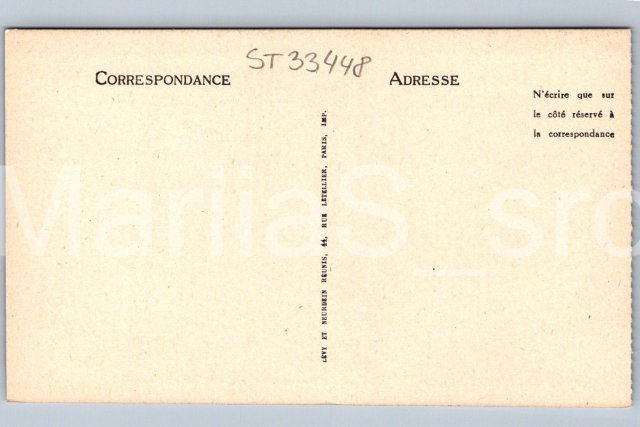 ST33448
CORRESPONDANCE
ADRESSE
N'écrire que sur
le côté réservé à
la correspondance
LÉVY ET NEURDEIN RÉUNIS, 44, RUE LETELLIER, PARIS, IMP.
MariiaS_src